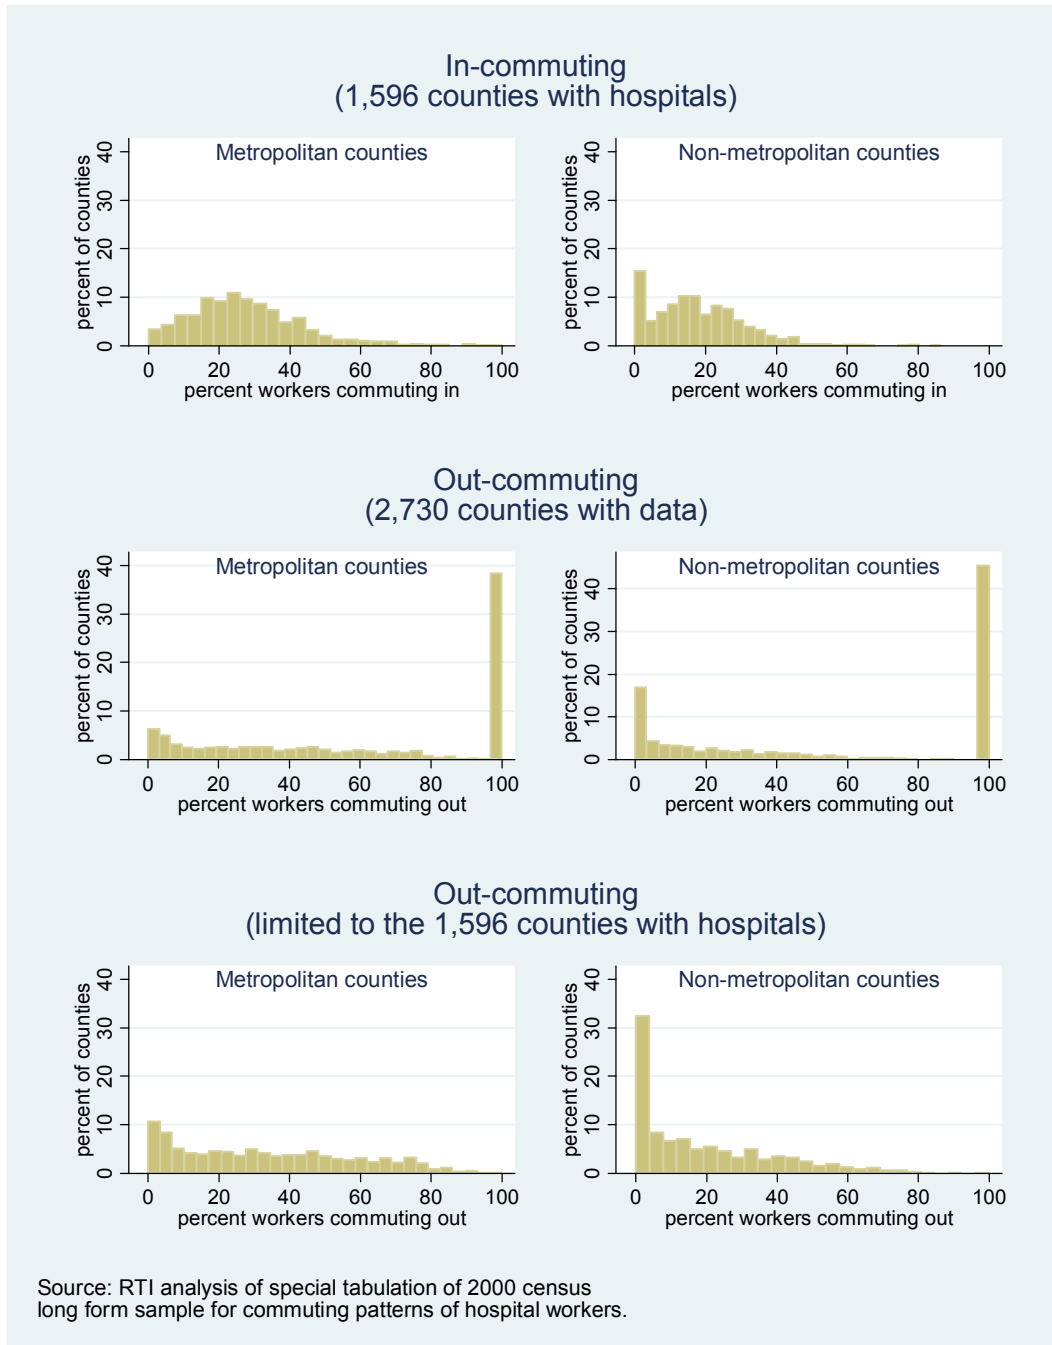 In-commuting
(1,596 counties with hospitals)
Metropolitan counties
percent of counties
0 10 20 30 40
0 20 40 60 80 100
percent workers commuting in
Non-metropolitan counties
percent of counties
0 10 20 30 40
0 20 40 60 80 100
percent workers commuting in
Out-commuting
(2,730 counties with data)
Metropolitan counties
percent of counties
0 10 20 30 40
0 20 40 60 80 100
percent workers commuting out
Non-metropolitan counties
percent of counties
0 10 20 30 40
0 20 40 60 80 100
percent workers commuting out
Out-commuting
(limited to the 1,596 counties with hospitals)
Metropolitan counties
percent of counties
0 10 20 30 40
0 20 40 60 80 100
percent workers commuting out
Non-metropolitan counties
percent of counties
0 10 20 30 40
0 20 40 60 80 100
percent workers commuting out
Source: RTI analysis of special tabulation of 2000 census
long form sample for commuting patterns of hospital workers.